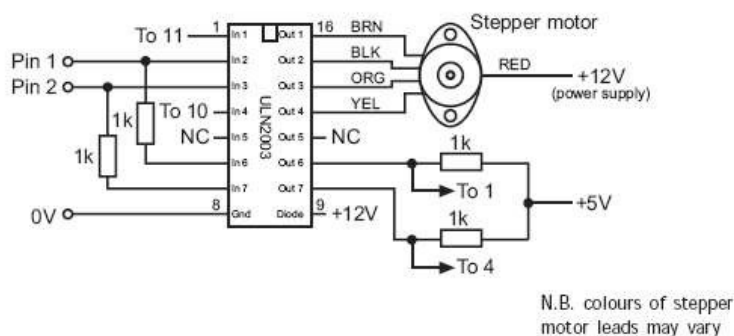 Stepper motor
To 11
1
In 1
Out 1
16
BRN
Pin 1
In 2
Out 2
BLK
Pin 2
In 3
Out 3
ORG
RED
+12V
(power supply)
To 10
In 4
Out 4
YEL
1k
1k
NC
In 5
Out 5
NC
ULN2003
In 6
Out 6
1k
To 1
In 7
Out 7
+5V
1k
0V
8
Gnd
Diode
9
+12V
To 4
N.B. colours of stepper
motor leads may vary